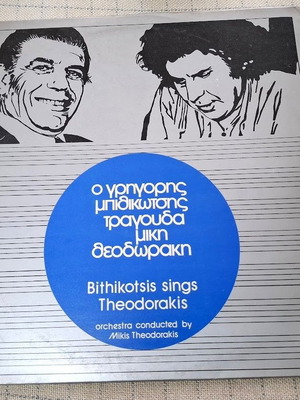 ο γρηγορης
μπιθικωτσης
τραγουδα
μικη
θεοδωρακη
Bithikotsis sings
Theodorakis
orchestra conducted by
Mikis Theodorakis